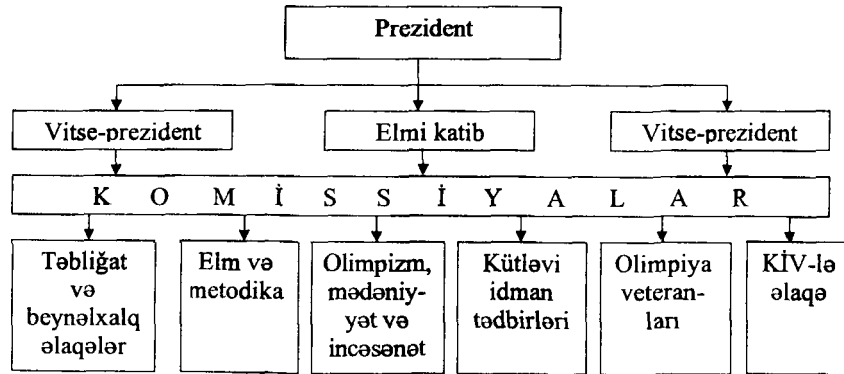 Prezident
Vitse-prezident
Elmi katib
Vitse-prezident
K O M İ S S İ Y A L A R
Təbliğat
və
beynəlxalq
əlaqələr
Elm və
metodika
Olimpizm,
mədəniy-
yət və
incəsənət
Kütləvi
idman
tədbirləri
Olimpiya
veteran-
ları
KİV-lə
əlaqə